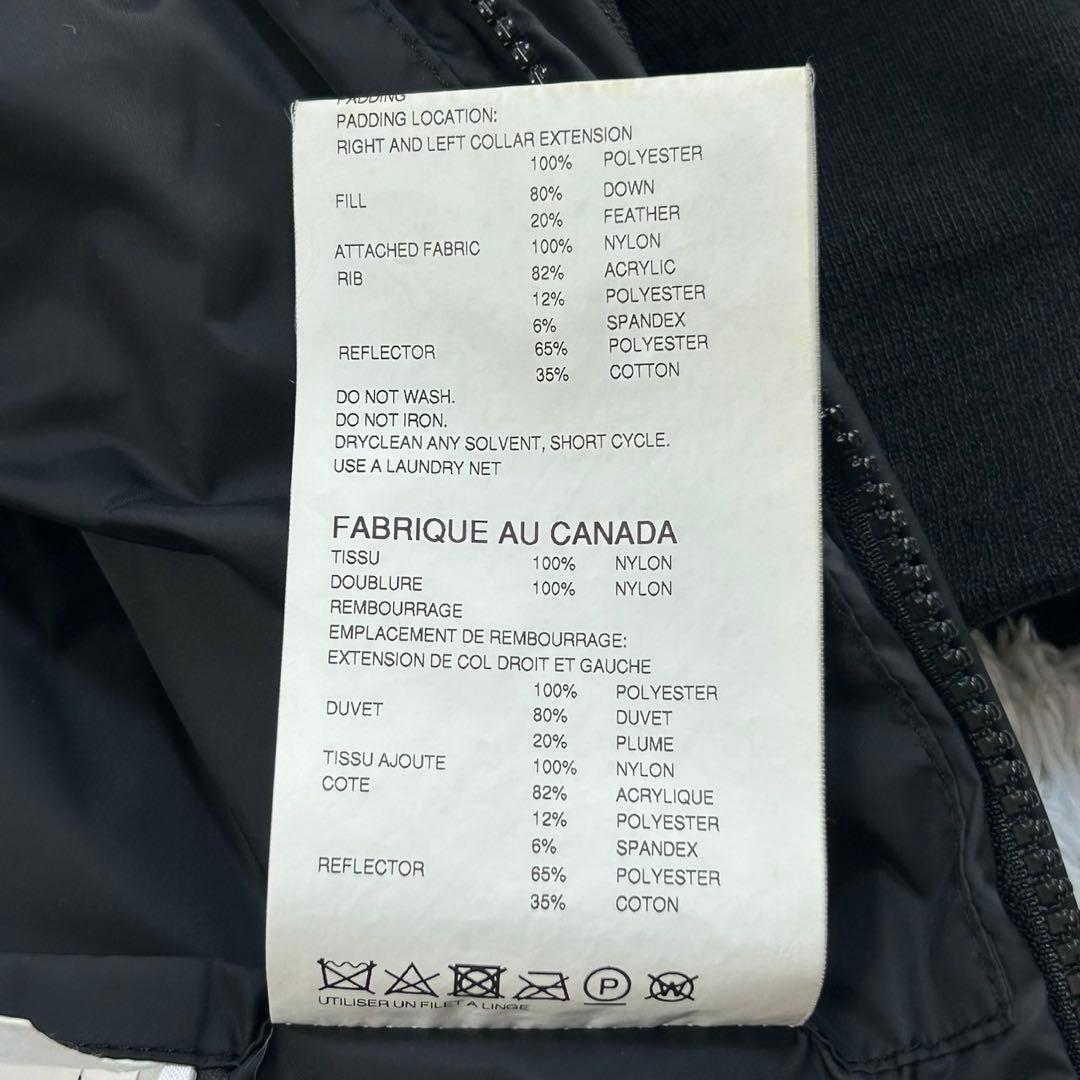 PADDING
PADDING LOCATION:
RIGHT AND LEFT COLLAR EXTENSION
100% POLYESTER
FILL 80% DOWN
20% FEATHER
ATTACHED FABRIC 100% NYLON
RIB 82% ACRYLIC
12% POLYESTER
6% SPANDEX
REFLECTOR 65% POLYESTER
35% COTTON
DO NOT WASH.
DO NOT IRON.
DRYCLEAN ANY SOLVENT, SHORT CYCLE.
USE A LAUNDRY NET
FABRIQUE AU CANADA
TISSU 100% NYLON
DOUBLURE 100% NYLON
REMBOURRAGE
EMPLACEMENT DE REMBOURRAGE:
EXTENSION DE COL DROIT ET GAUCHE
100% POLYESTER
DUVET 80% DUVET
20% PLUME
TISSU AJOUTE 100% NYLON
COTE 82% ACRYLIQUE
12% POLYESTER
6% SPANDEX
REFLECTOR 65% POLYESTER
35% COTON
P W
UTILISER UN FILET A LINGE